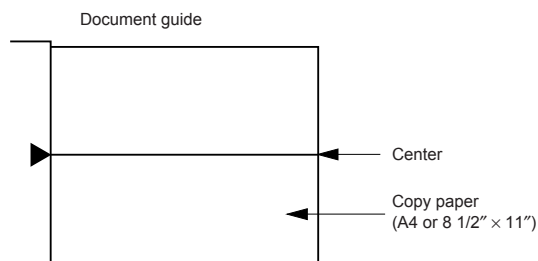 Document guide
Center
Copy paper
(A4 or 8 1/2″ × 11″)